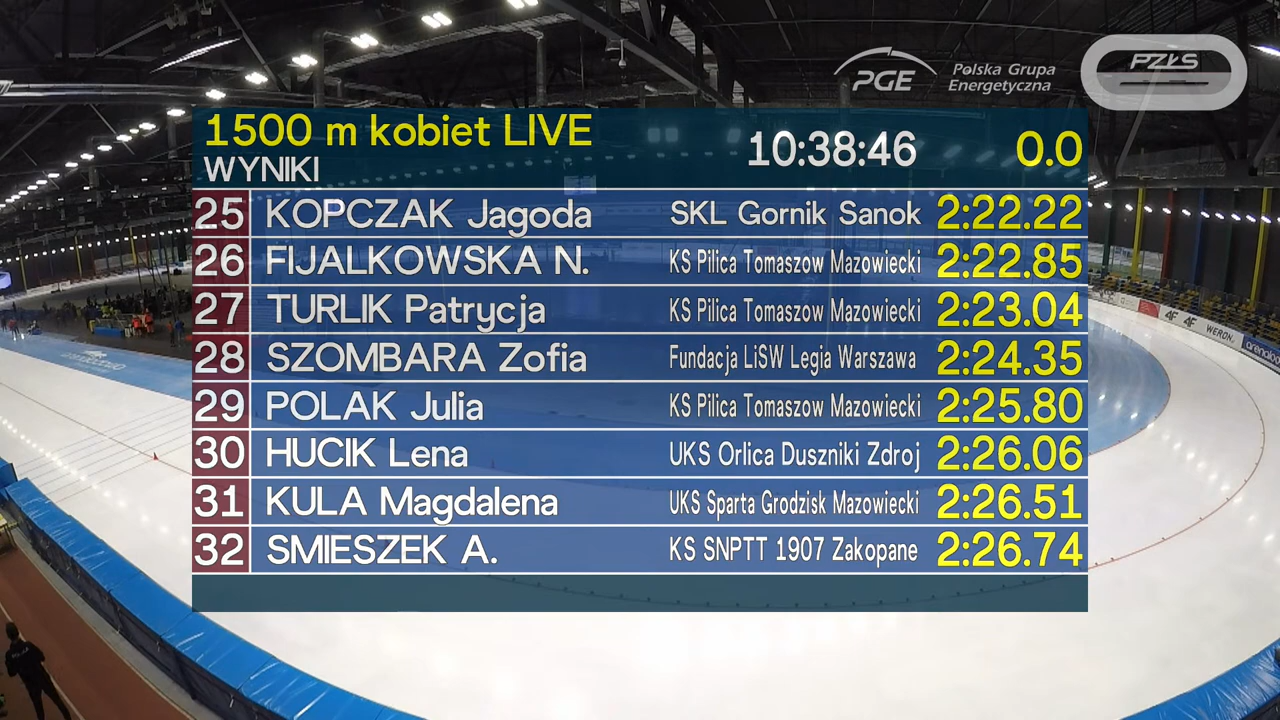 PGE Polska Grupa
Energetyczna
PZŁS
1500 m kobiet LIVE 10:38:46 0.0
WYNIKI
25 KOPCZAK Jagoda SKL Gornik Sanok 2:22.22
26 FIJALKOWSKA N. KS Pilica Tomaszow Mazowiecki 2:22.85
27 TURLIK Patrycja KS Pilica Tomaszow Mazowiecki 2:23.04
28 SZOMBARA Zofia Fundacja LiSW Legia Warszawa 2:24.35
29 POLAK Julia KS Pilica Tomaszow Mazowiecki 2:25.80
30 HUCIK Lena UKS Orlica Duszniki Zdroj 2:26.06
31 KULA Magdalena UKS Sparta Grodzisk Mazowiecki 2:26.51
32 SMIESZEK A. KS SNPTT 1907 Zakopane 2:26.74
4F 4F